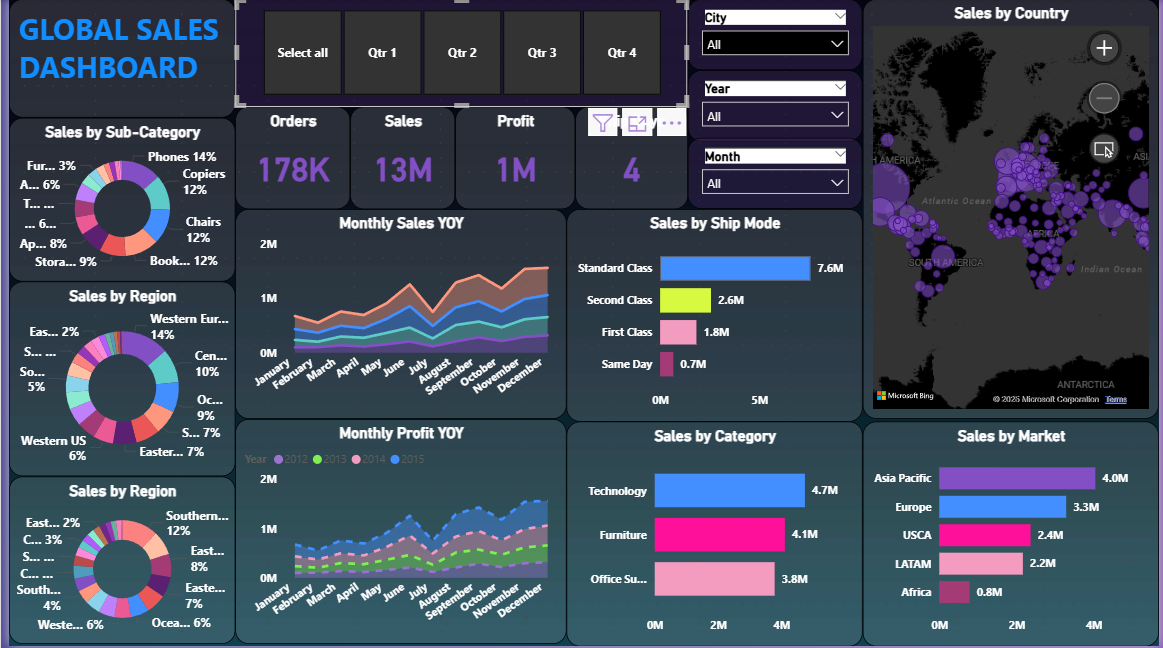 GLOBAL SALES
DASHBOARD
Select all
Qtr 1
Qtr 2
Qtr 3
Qtr 4
City
All
Year
All
Month
All
Orders
178K
Sales
13M
Profit
1M
4
Sales by Country
AMERICA
Atlantic Ocean
AFRICA
SOUTH AMERICA
Indian Ocean
ANTARCTICA
Microsoft Bing
© 2025 Microsoft Corporation Terms
Sales by Sub-Category
Phones 14%
Copiers
12%
Chairs
12%
Book... 12%
Stora... 9%
Ap... 8%
... 6...
T... ...
A... 6%
Fur... 3%
Sales by Region
Western Eur...
14%
Cen...
10%
Oc...
9%
S... 7%
Easter... 7%
Western US
6%
So...
5%
S... ...
Eas... 2%
Sales by Region
Southern...
12%
East...
8%
Easte...
7%
Ocea... 6%
Weste... 6%
South...
4%
C... ...
S... ...
C... 3%
East... 2%
Monthly Sales YOY
2M
1M
0M
January
February
March
April
May
June
July
August
September
October
November
December
Sales by Ship Mode
Standard Class 7.6M
Second Class 2.6M
First Class 1.8M
Same Day 0.7M
0M 5M
Monthly Profit YOY
Year 2012 2013 2014 2015
2M
1M
0M
January
February
March
April
May
June
July
August
September
October
November
December
Sales by Category
Technology 4.7M
Furniture 4.1M
Office Su... 3.8M
0M 2M 4M
Sales by Market
Asia Pacific 4.0M
Europe 3.3M
USCA 2.4M
LATAM 2.2M
Africa 0.8M
0M 2M 4M